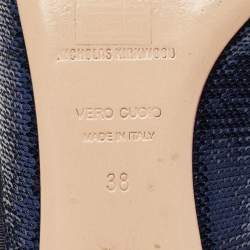 NICHOLAS KIRKWOOD
VERO CUOIO
MADE IN ITALY
38